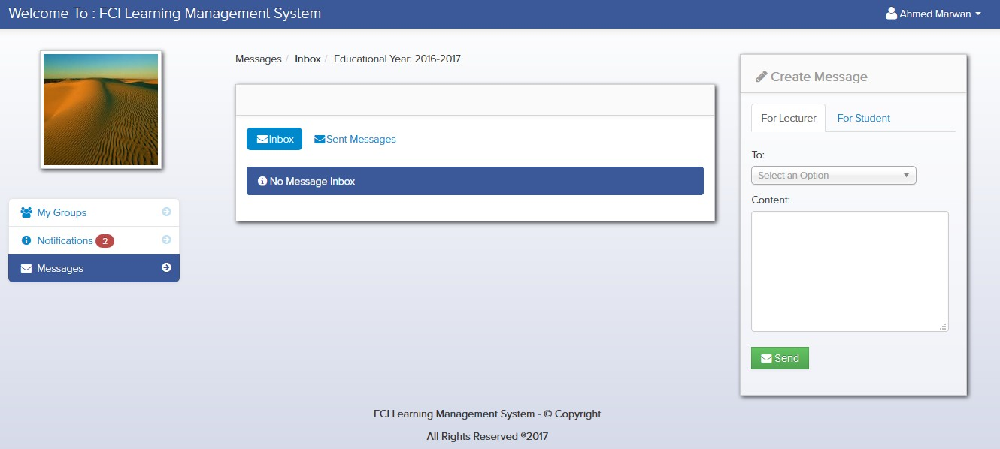 Welcome To : FCI Learning Management System
Ahmed Marwan
Messages / Inbox / Educational Year: 2016-2017
My Groups
Notifications 2
Messages
Inbox
Sent Messages
No Message Inbox
Create Message
For Lecturer
For Student
To:
Select an Option
Content:
Send
FCI Learning Management System - © Copyright
All Rights Reserved ®2017